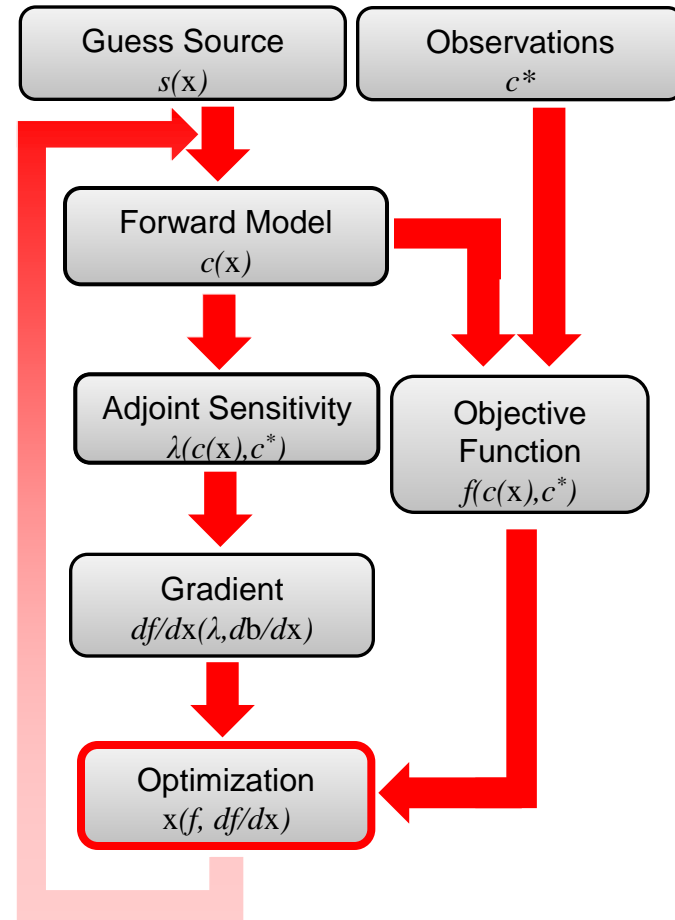 Guess Source
s(x)
Observations
c*
Forward Model
c(x)
Adjoint Sensitivity
λ(c(x),c*)
Objective
Function
f(c(x),c*)
Gradient
df/dx(λ,db/dx)
Optimization
x(f, df/dx)